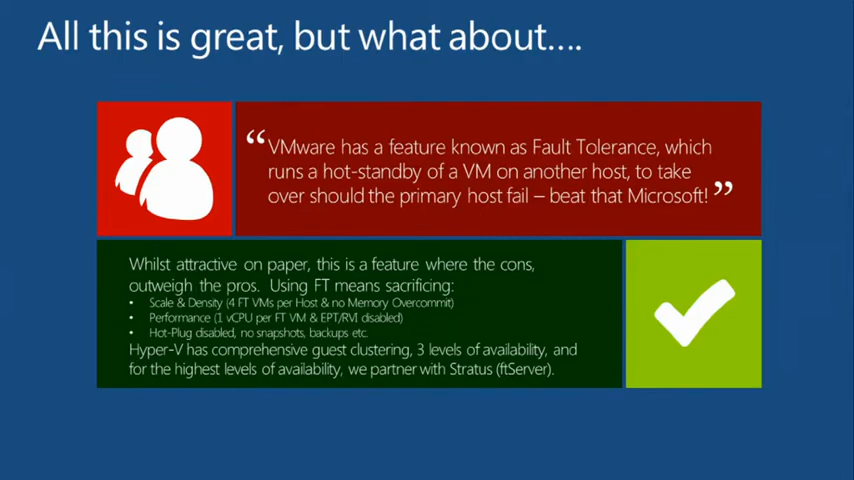 All this is great, but what about....
“VMware has a feature known as Fault Tolerance, which
runs a hot-standby of a VM on another host, to take
over should the primary host fail – beat that Microsoft!”
Whilst attractive on paper, this is a feature where the cons,
outweigh the pros. Using FT means sacrificing:
• Scale & Density (4 FT VMs per Host & no Memory Overcommit)
• Performance (1 vCPU per FT VM & EPT/RVI disabled)
• Hot-Plug disabled, no snapshots, backups etc.
Hyper-V has comprehensive guest clustering, 3 levels of availability, and
for the highest levels of availability, we partner with Stratus (ftServer).